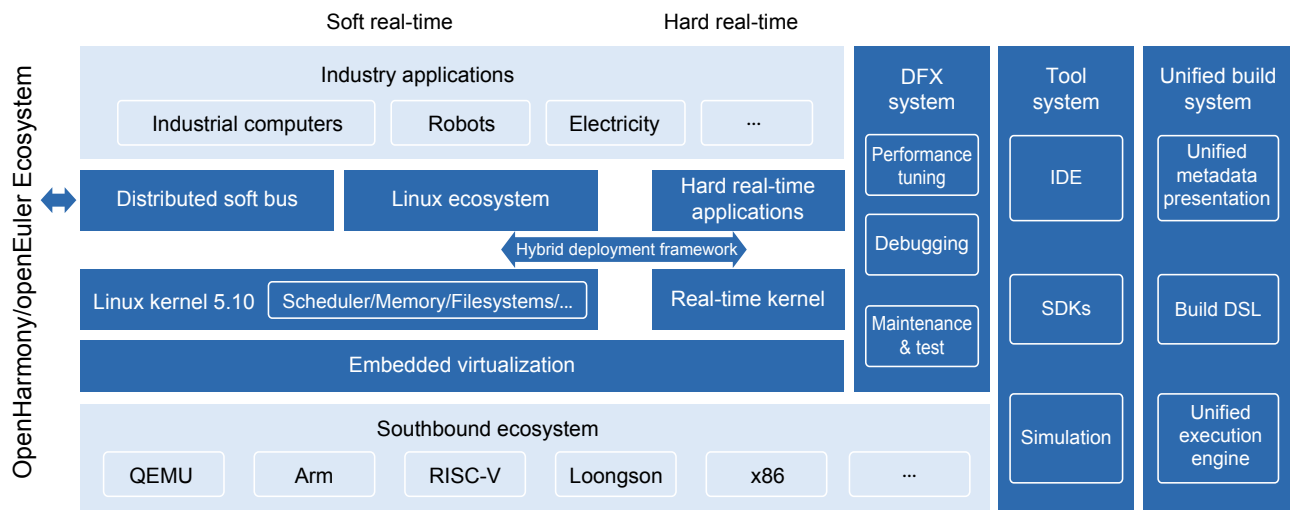 Soft real-time
Hard real-time
OpenHarmony/openEuler Ecosystem
Industry applications
Industrial computers
Robots
Electricity
...
Distributed soft bus
Linux ecosystem
Hard real-time
applications
Hybrid deployment framework
Linux kernel 5.10
Scheduler/Memory/Filesystems/...
Real-time kernel
Embedded virtualization
Southbound ecosystem
QEMU
Arm
RISC-V
Loongson
x86
...
DFX
system
Performance
tuning
Debugging
Maintenance
& test
Tool
system
IDE
SDKs
Simulation
Unified build
system
Unified
metadata
presentation
Build DSL
Unified
execution
engine